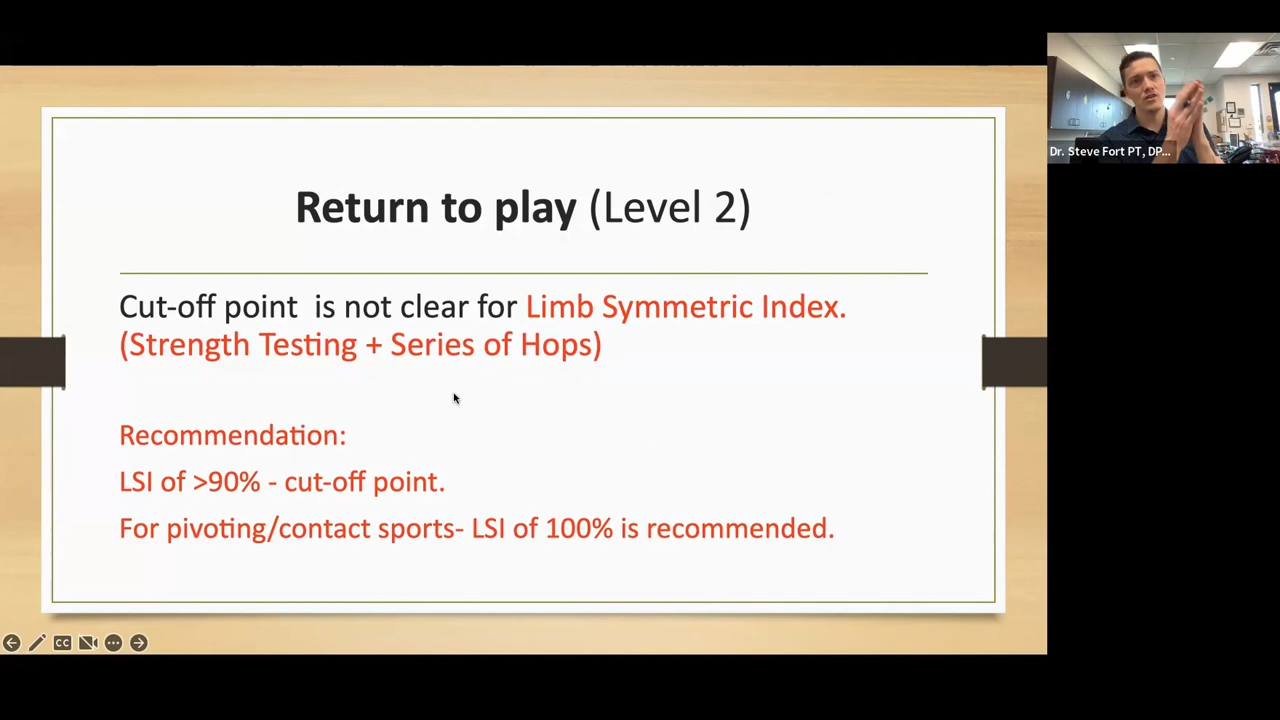 Return to play (Level 2)
Cut-off point is not clear for Limb Symmetric Index.
(Strength Testing + Series of Hops)
Recommendation:
LSI of >90% - cut-off point.
For pivoting/contact sports- LSI of 100% is recommended.
Dr. Steve Fort PT, DP...
CC